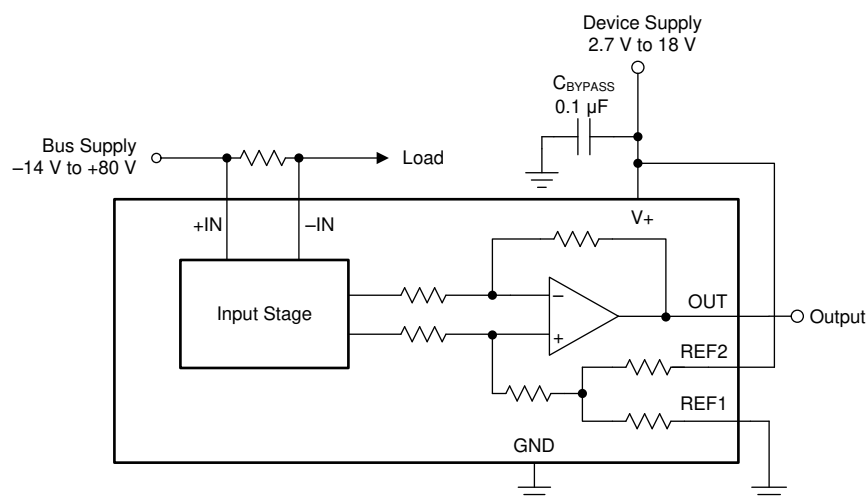 Device Supply
2.7 V to 18 V
CBYPASS
0.1 µF
Bus Supply
–14 V to +80 V
Load
+IN
–IN
V+
Input Stage
–
+
OUT
Output
REF2
REF1
GND